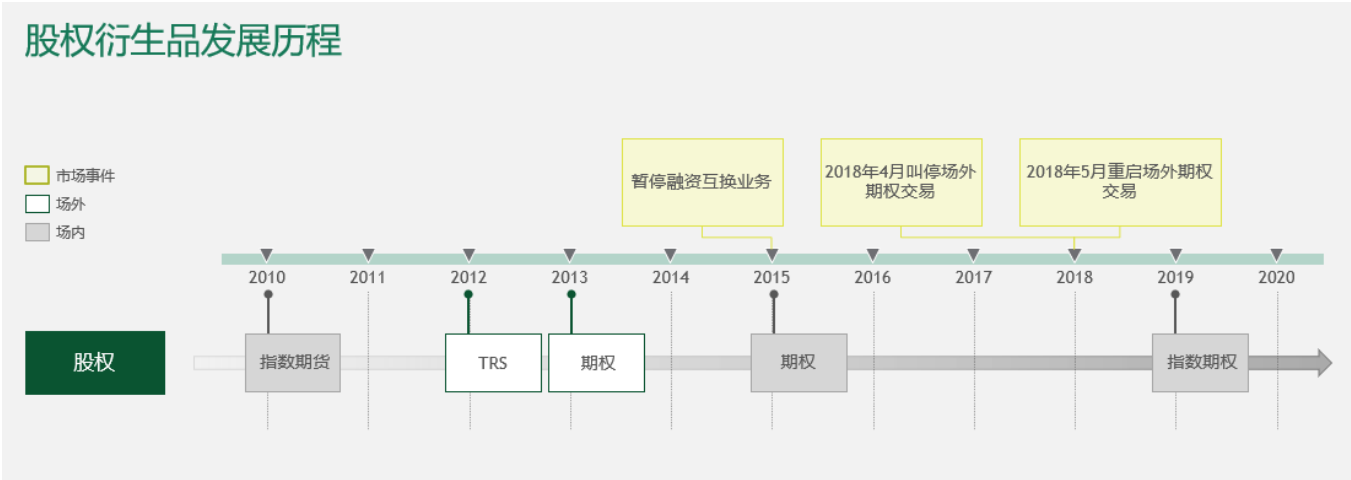 股权衍生品发展历程
市场事件
场外
场内
暂停融资互换业务
2018年4月叫停场外
期权交易
2018年5月重启场外期权
交易
2010
2011
2012
2013
2014
2015
2016
2017
2018
2019
2020
股权
指数期货
TRS
期权
期权
指数期权